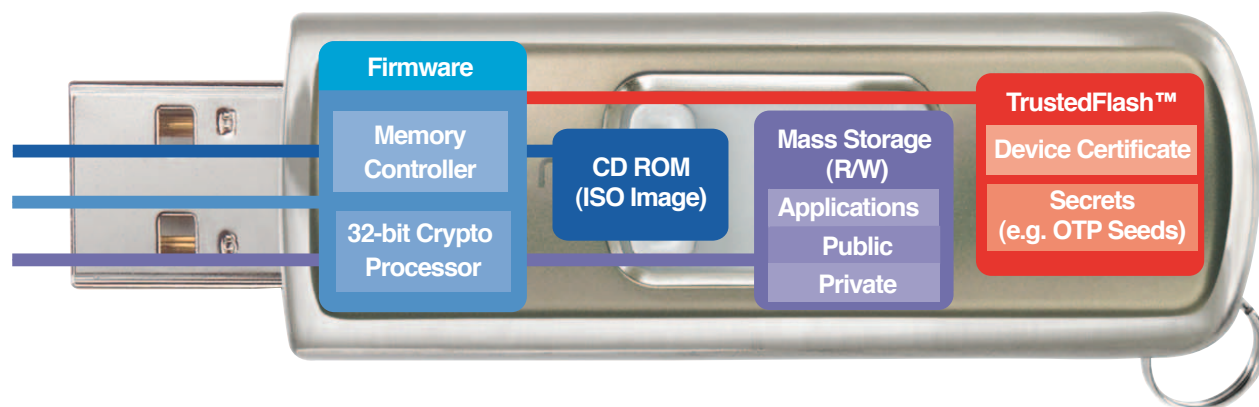 Firmware
Memory
Controller
32-bit Crypto
Processor
CD ROM
(ISO Image)
Mass Storage
(R/W)
Applications
Public
Private
TrustedFlash™
Device Certificate
Secrets
(e.g. OTP Seeds)